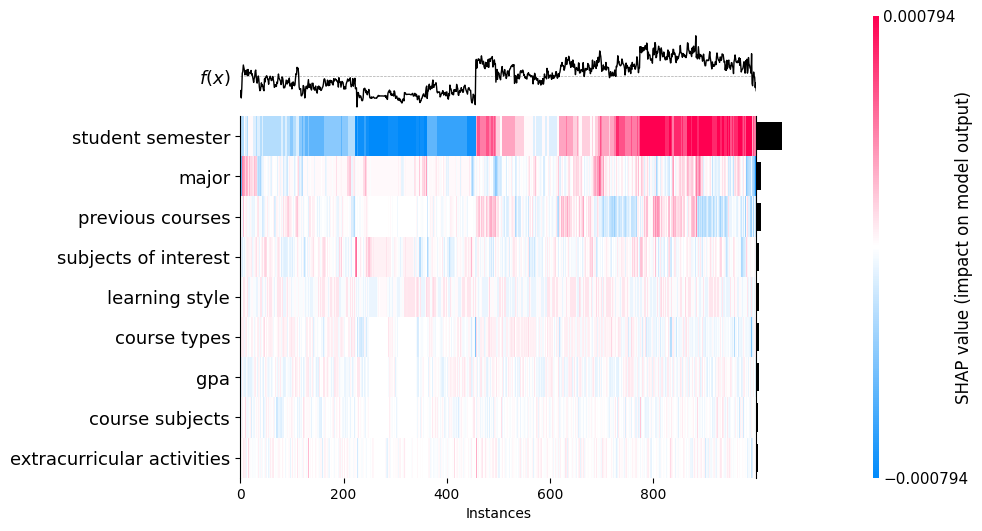 0.000794
f(x)
student semester
major
previous courses
subjects of interest
learning style
course types
gpa
course subjects
extracurricular activities
0 200 400 600 800
Instances
SHAP value (impact on model output)
−0.000794